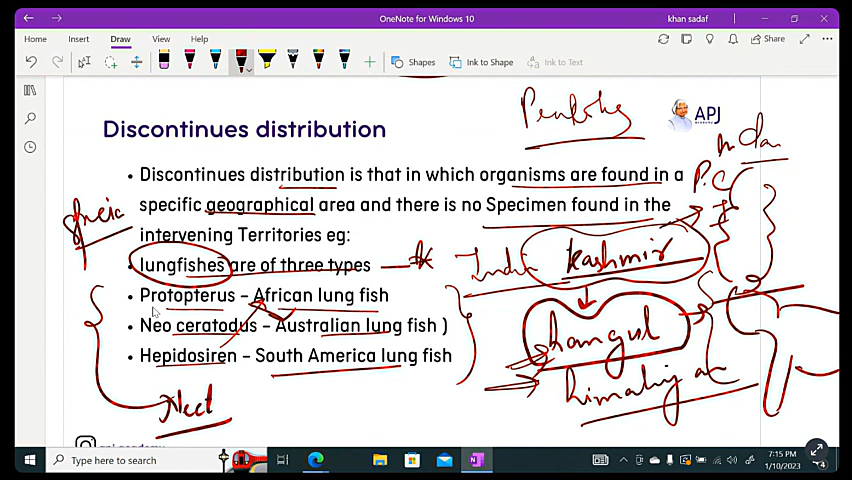 OneNote for Windows 10
khan sadaf
Home Insert Draw View Help
Share
Shapes
Ink to Shape
Ink to Text
APJ
Discontinues distribution
• Discontinues distribution is that in which organisms are found in a
specific geographical area and there is no Specimen found in the
intervening Territories eg:
• lungfishes are of three types
• Protopterus - African lung fish
• Neo ceratodus - Australian lung fish )
• Hepidosiren - South America lung fish
P.C
India
kashmir
hangul
Neet
Type here to search
7:15 PM
1/10/2023
4